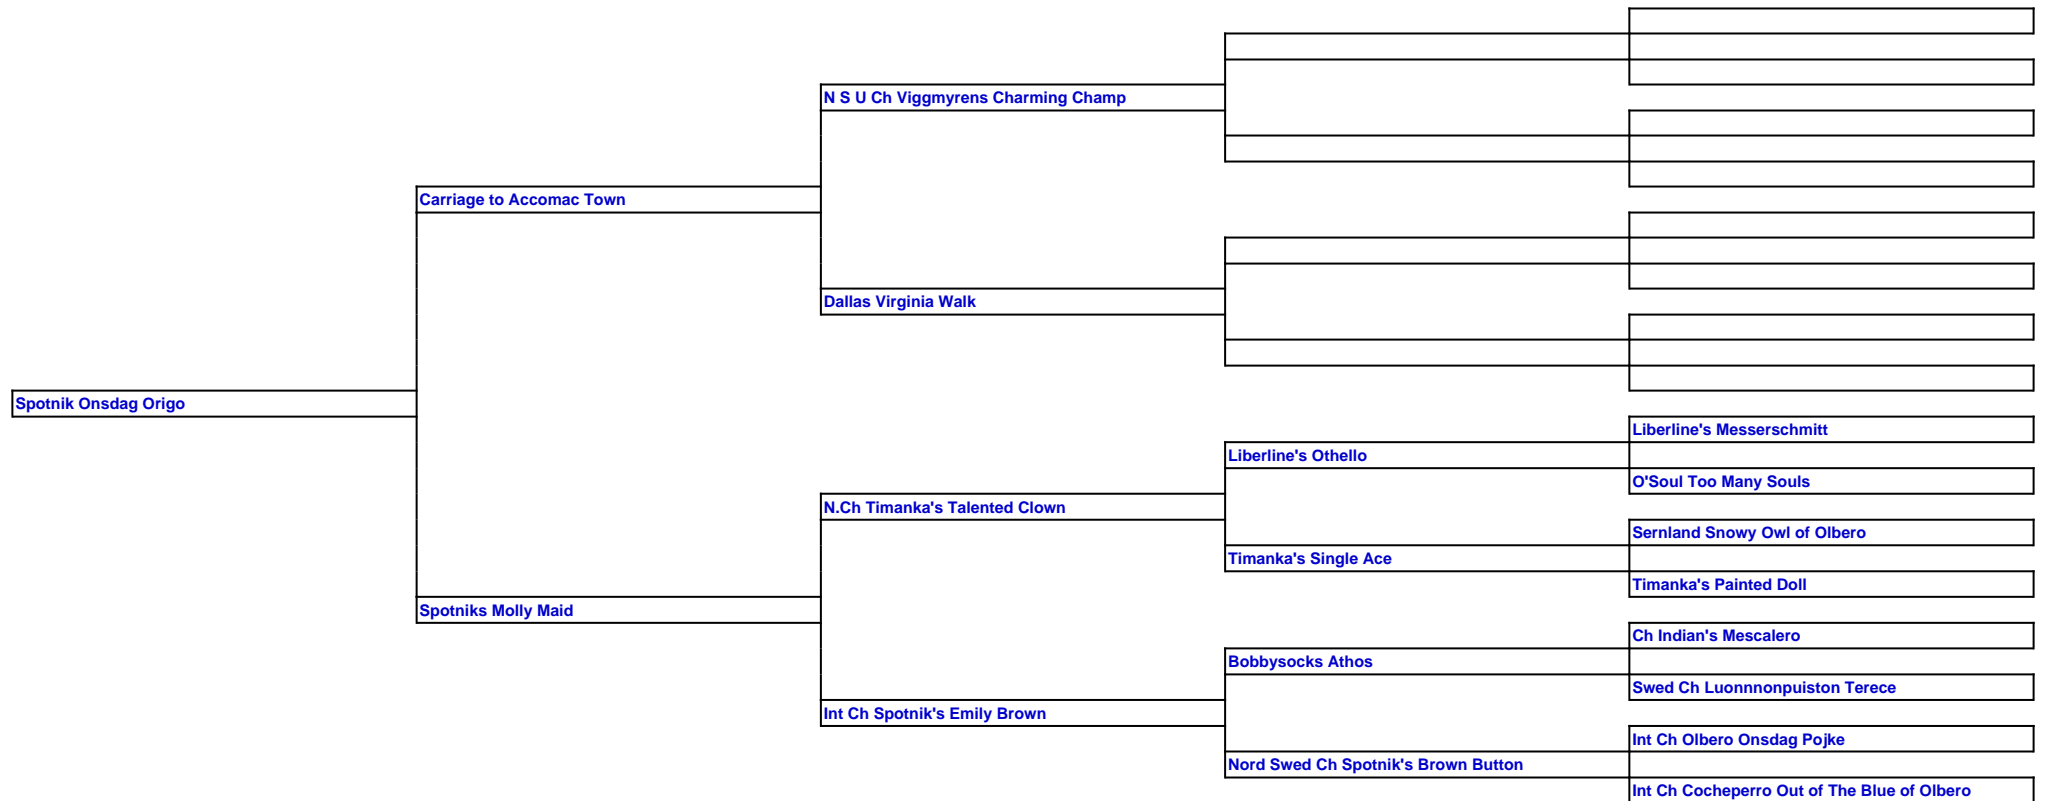 N S U Ch Viggmyrens Charming Champ
Carriage to Accomac Town
Dallas Virginia Walk
Spotnik Onsdag Origo
Liberline's Messerschmitt
Liberline's Othello
O'Soul Too Many Souls
N.Ch Timanka's Talented Clown
Sernland Snowy Owl of Olbero
Timanka's Single Ace
Timanka's Painted Doll
Spotniks Molly Maid
Ch Indian's Mescalero
Bobbysocks Athos
Swed Ch Luonnnonpuiston Terece
Int Ch Spotnik's Emily Brown
Int Ch Olbero Onsdag Pojke
Nord Swed Ch Spotnik's Brown Button
Int Ch Cocheperro Out of The Blue of Olbero